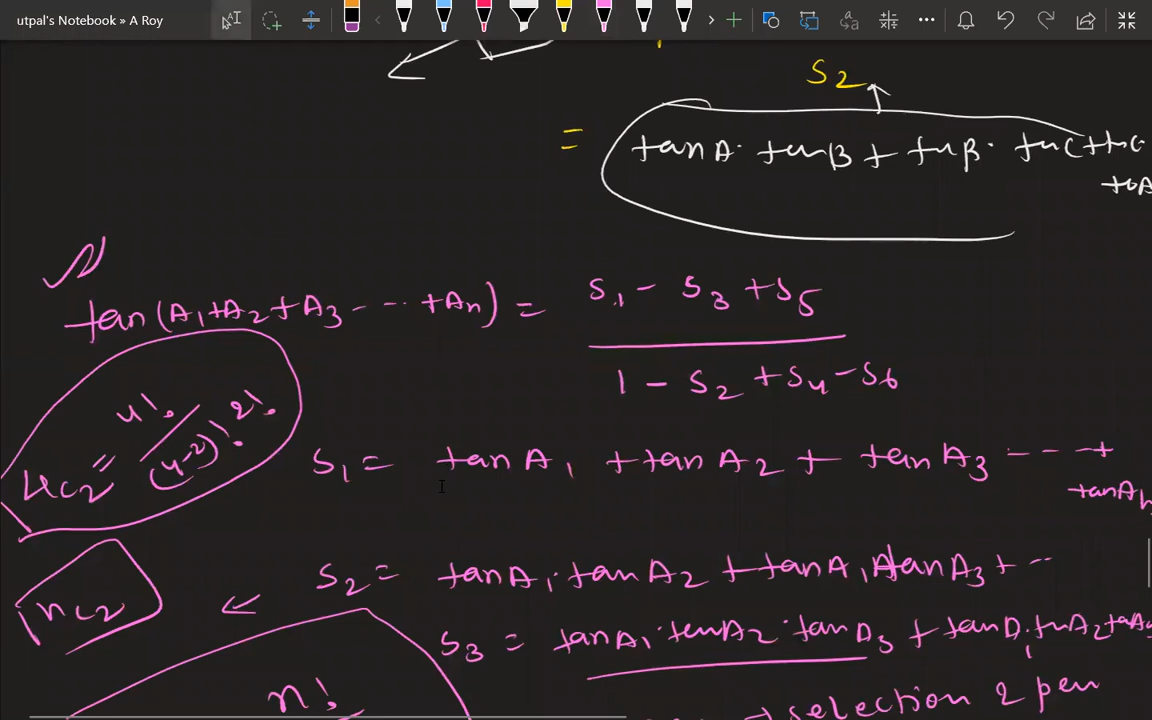 utpal's Notebook » A Roy
S2
= tanA. tanB + tanB. tanC + tanC
tanA
tan(A1+A2+A3 - - - +An) = S1 - S3 + S5
1 - S2 + S4 - S6
4C2 = 4!
(4-2)! 2!
S1 = tanA1 + tanA2 + tanA3 - - - +
tanAn
S2 = tanA1. tanA2 + tanA1 tanA3 + --
nC2
S3 = tanA1. tanA2. tanA3 + tanA1. tanA2 tanA4
n!
→ selection 2 pen